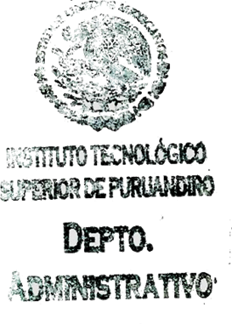 INSTITUTO TECNOLÓGICO
SUPERIOR DE PURUANDIRO
DEPTO.
ADMINISTRATIVO